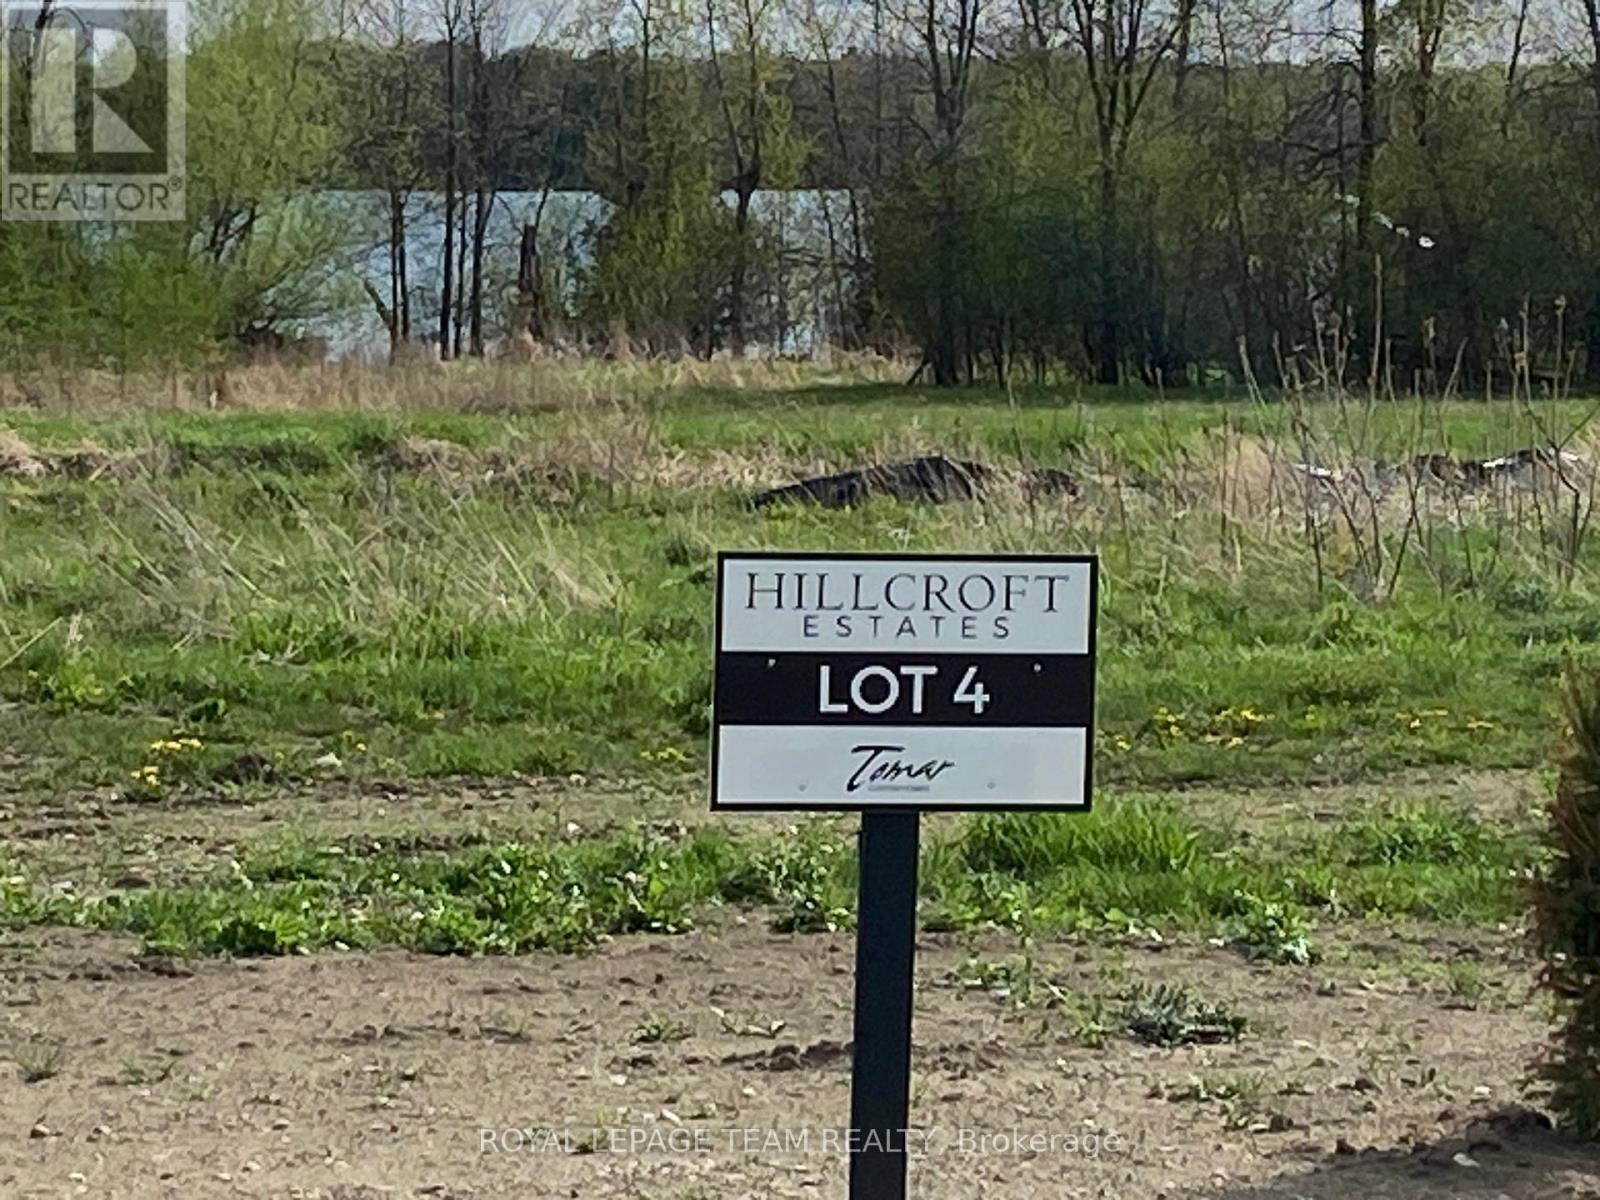 REALTOR®
HILLCROFT
ESTATES
LOT 4
Tomar
ROYAL LEPAGE TEAM REALTY, Brokerage